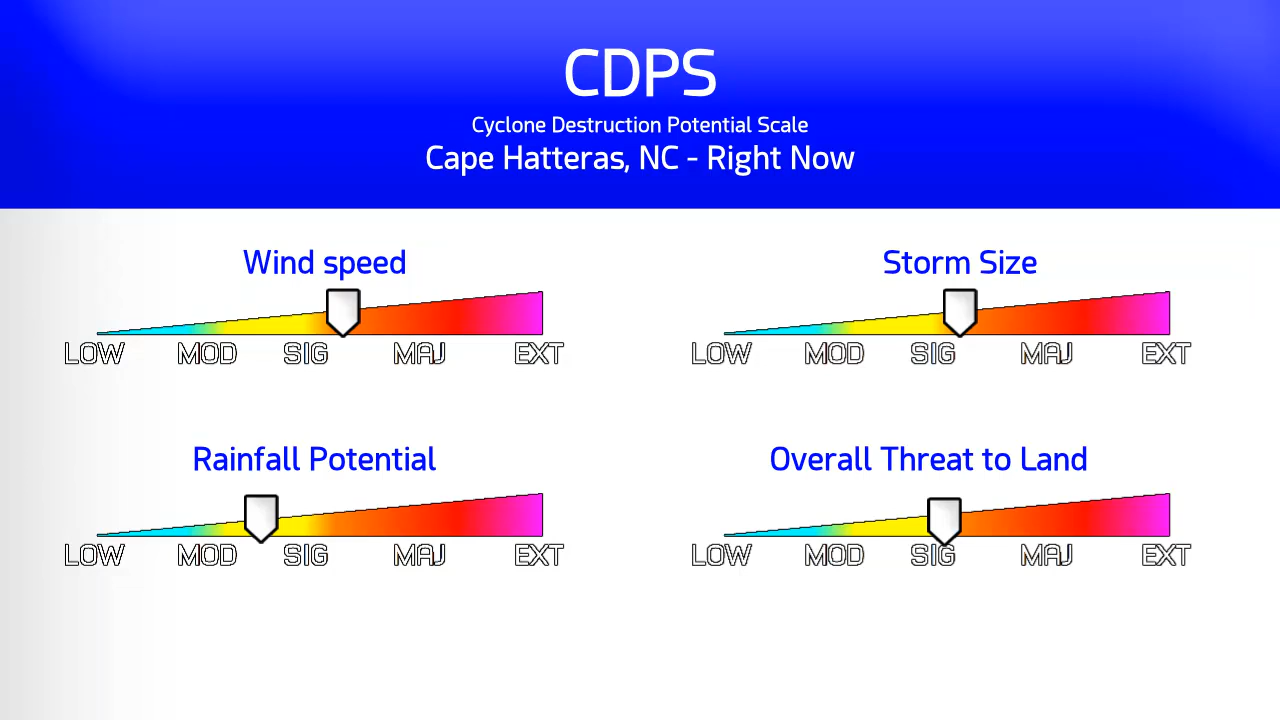 CDPS
Cyclone Destruction Potential Scale
Cape Hatteras, NC - Right Now
Wind speed
LOW MOD SIG MAJ EXT
Storm Size
LOW MOD SIG MAJ EXT
Rainfall Potential
LOW MOD SIG MAJ EXT
Overall Threat to Land
LOW MOD SIG MAJ EXT